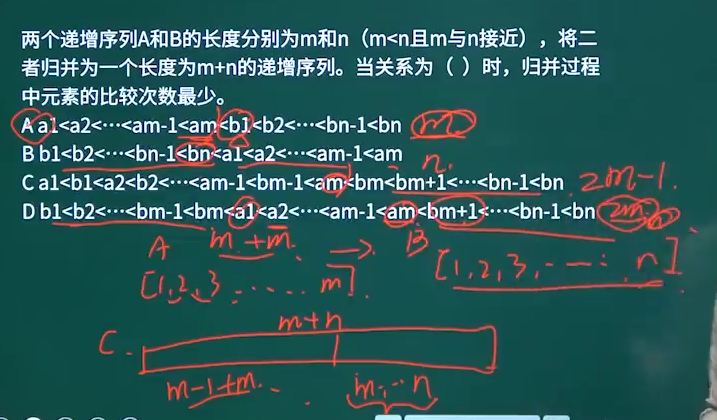 两个递增序列A和B的长度分别为m和n（m<n且m与n接近），将二
者归并为一个长度为m+n的递增序列。当关系为（ ）时，归并过程
中元素的比较次数最少。
A a1<a2<···<am-1<am<b1<b2<···<bn-1<bn m
B b1<b2<···<bn-1<bn<a1<a2<···<am-1<am
n.
C a1<b1<a2<b2<···<am-1<bm-1<am<bm<bm+1<···<bn-1<bn 2m-1.
D b1<b2<···<bm-1<bm<a1<a2<···<am-1<am<bm+1<···<bn-1<bn 2m
A m+m. → B
[1,2,3,......m]. [1,2,3,·—·: n].
m+n
C.
m-1+m. m,··n